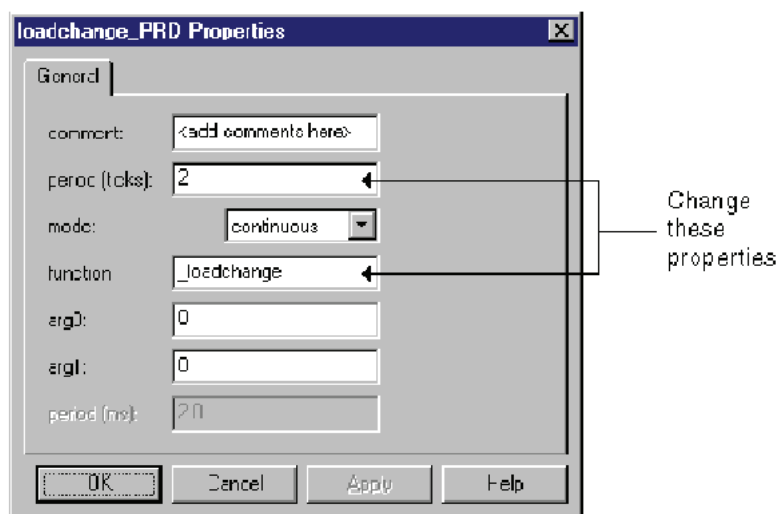 loadchange_PRD Properties
General
comment:
<add comments here>
period (ticks):
2
mode:
continuous
function
_loadchange
arg0:
0
arg1:
0
period (ms):
2.0
OK
Cancel
Apply
Help
Change
these
properties